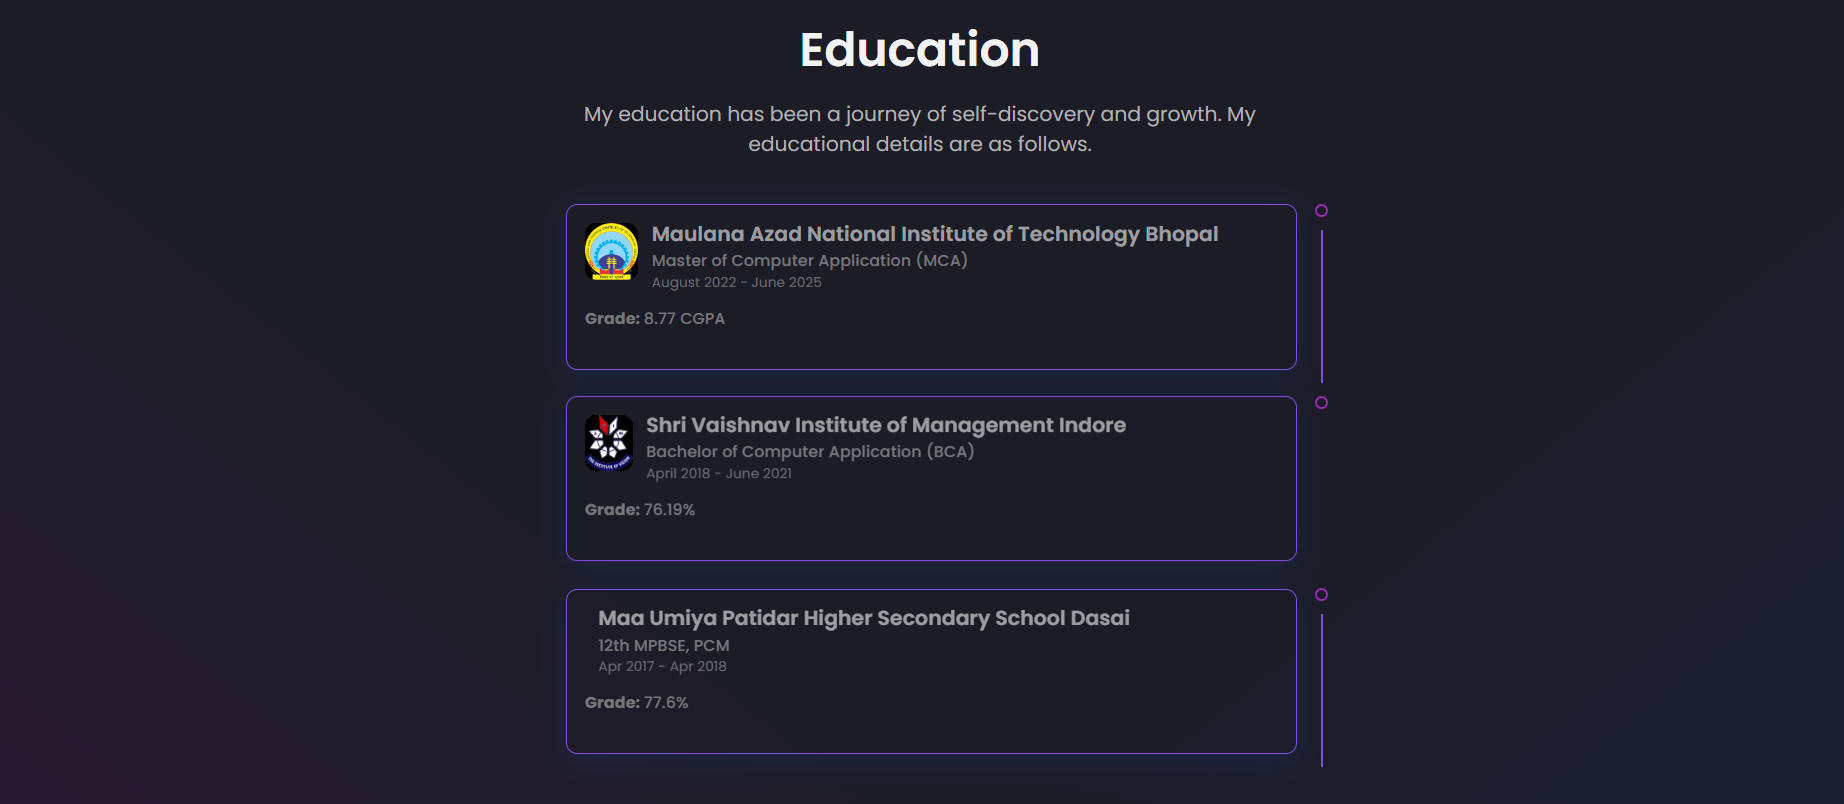 Education
My education has been a journey of self-discovery and growth. My
educational details are as follows.
Maulana Azad National Institute of Technology Bhopal
Master of Computer Application (MCA)
August 2022 - June 2025
Grade: 8.77 CGPA
Shri Vaishnav Institute of Management Indore
Bachelor of Computer Application (BCA)
April 2018 - June 2021
Grade: 76.19%
Maa Umiya Patidar Higher Secondary School Dasai
12th MPBSE, PCM
Apr 2017 - Apr 2018
Grade: 77.6%